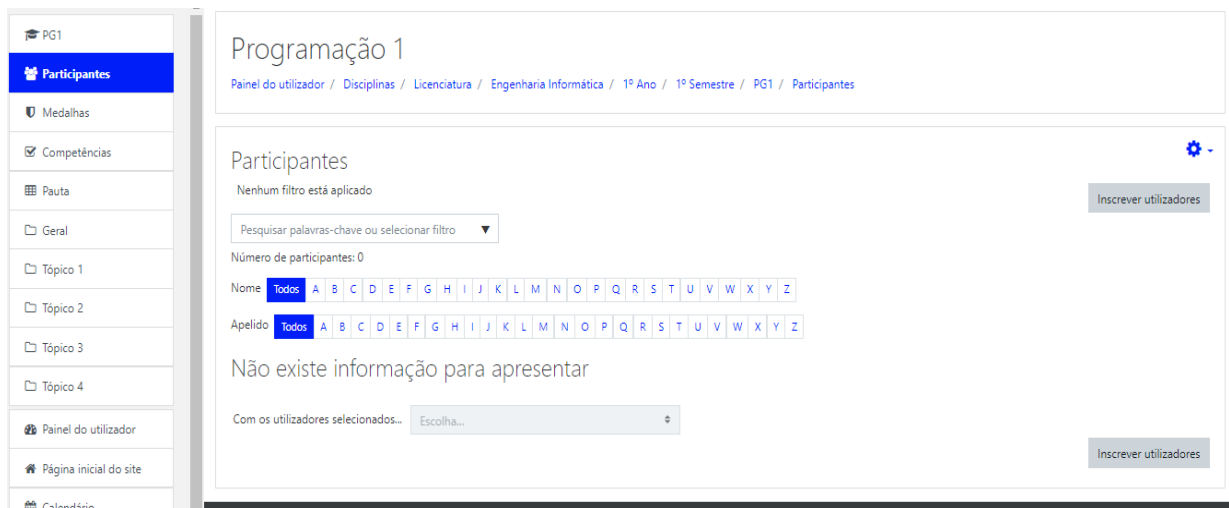 PG1
Participantes
Medalhas
Competências
Pauta
Geral
Tópico 1
Tópico 2
Tópico 3
Tópico 4
Painel do utilizador
Página inicial do site
Calendário
Programação 1
Painel do utilizador / Disciplinas / Licenciatura / Engenharia Informática / 1º Ano / 1º Semestre / PG1 / Participantes
Participantes
Nenhum filtro está aplicado
Inscrever utilizadores
Pesquisar palavras-chave ou selecionar filtro ▼
Número de participantes: 0
Nome Todos A B C D E F G H I J K L M N O P Q R S T U V W X Y Z
Apelido Todos A B C D E F G H I J K L M N O P Q R S T U V W X Y Z
Não existe informação para apresentar
Com os utilizadores selecionados... Escolha...
Inscrever utilizadores